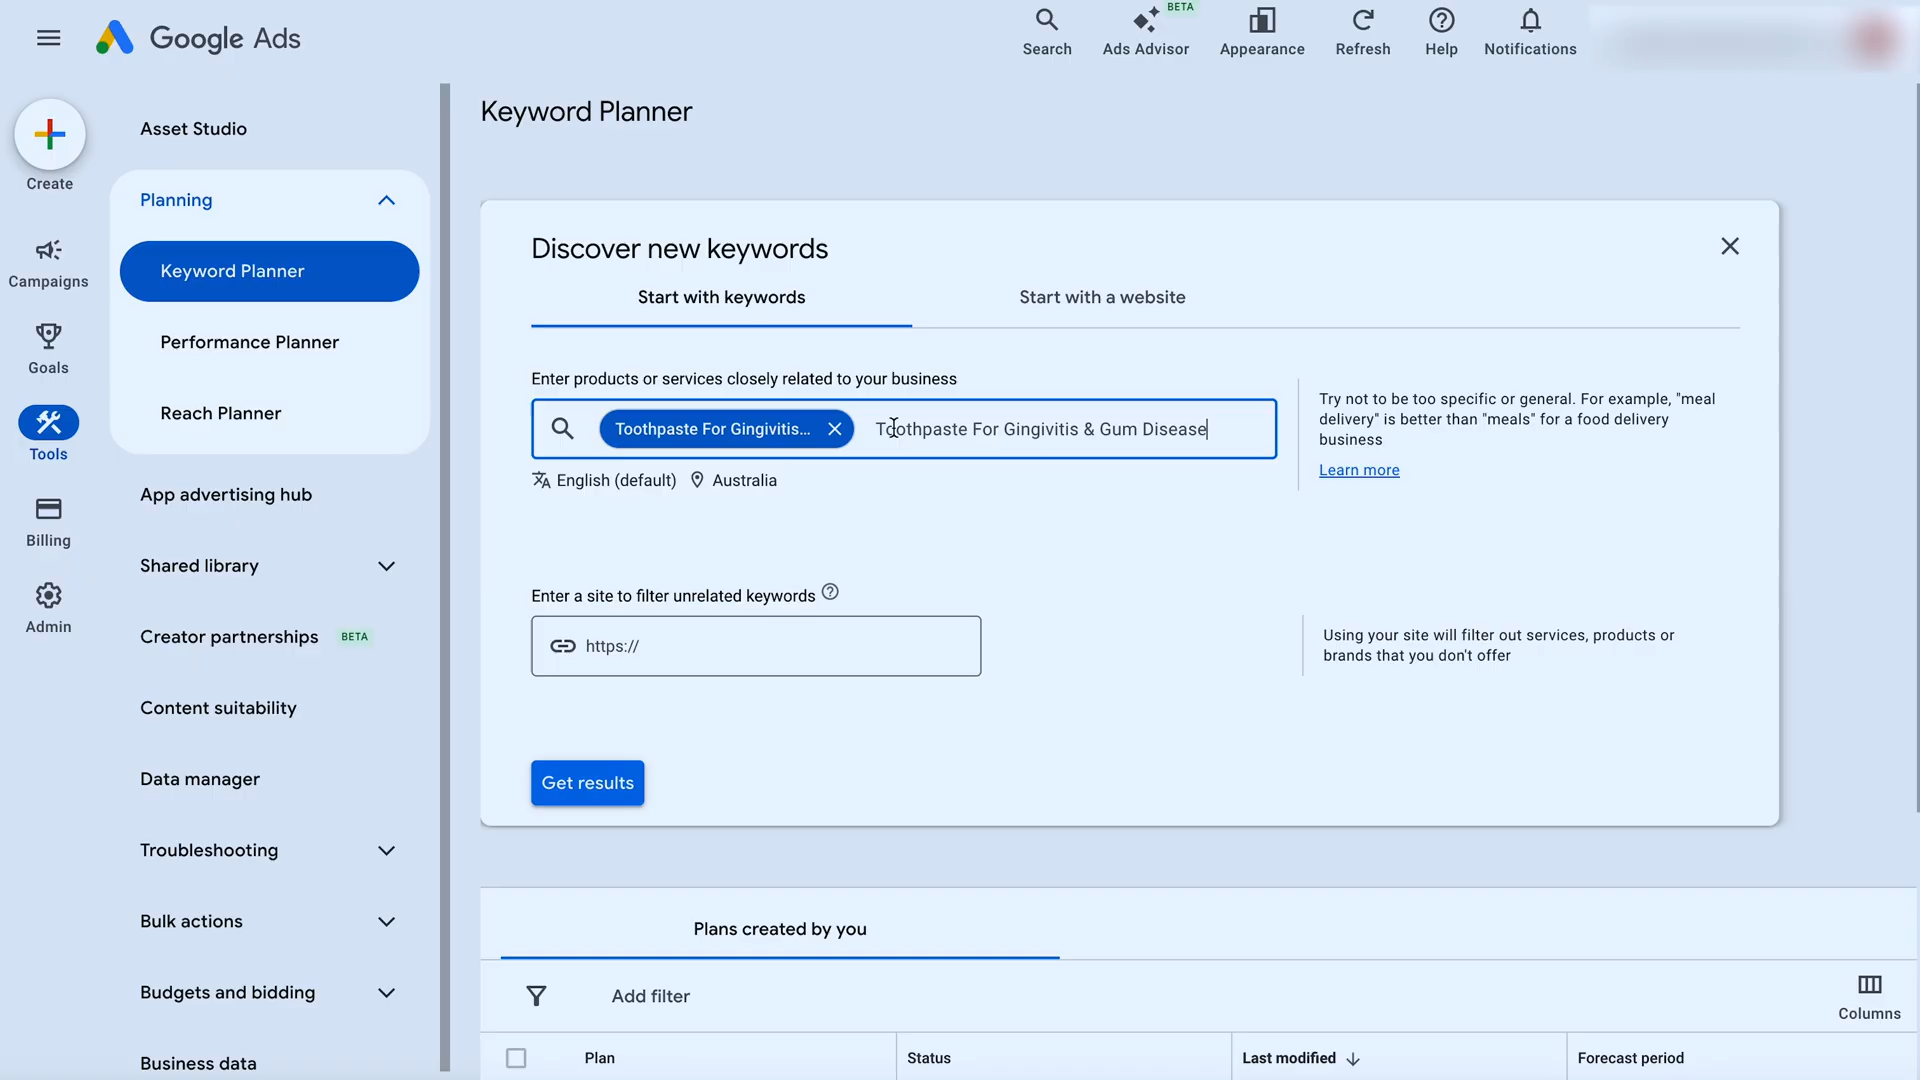 Google Ads
Search
BETA
Ads Advisor
Appearance
Refresh
Help
Notifications
Create
Campaigns
Goals
Tools
Billing
Admin
Asset Studio
Planning
Keyword Planner
Performance Planner
Reach Planner
App advertising hub
Shared library
Creator partnerships BETA
Content suitability
Data manager
Troubleshooting
Bulk actions
Budgets and bidding
Business data
Keyword Planner
Discover new keywords
Start with keywords
Start with a website
Enter products or services closely related to your business
Toothpaste For Gingivitis... Toothpaste For Gingivitis & Gum Disease
English (default) Australia
Try not to be too specific or general. For example, "meal
delivery" is better than "meals" for a food delivery
business
Learn more
Enter a site to filter unrelated keywords
https://
Using your site will filter out services, products or
brands that you don't offer
Get results
Plans created by you
Add filter
Columns
Plan Status Last modified Forecast period